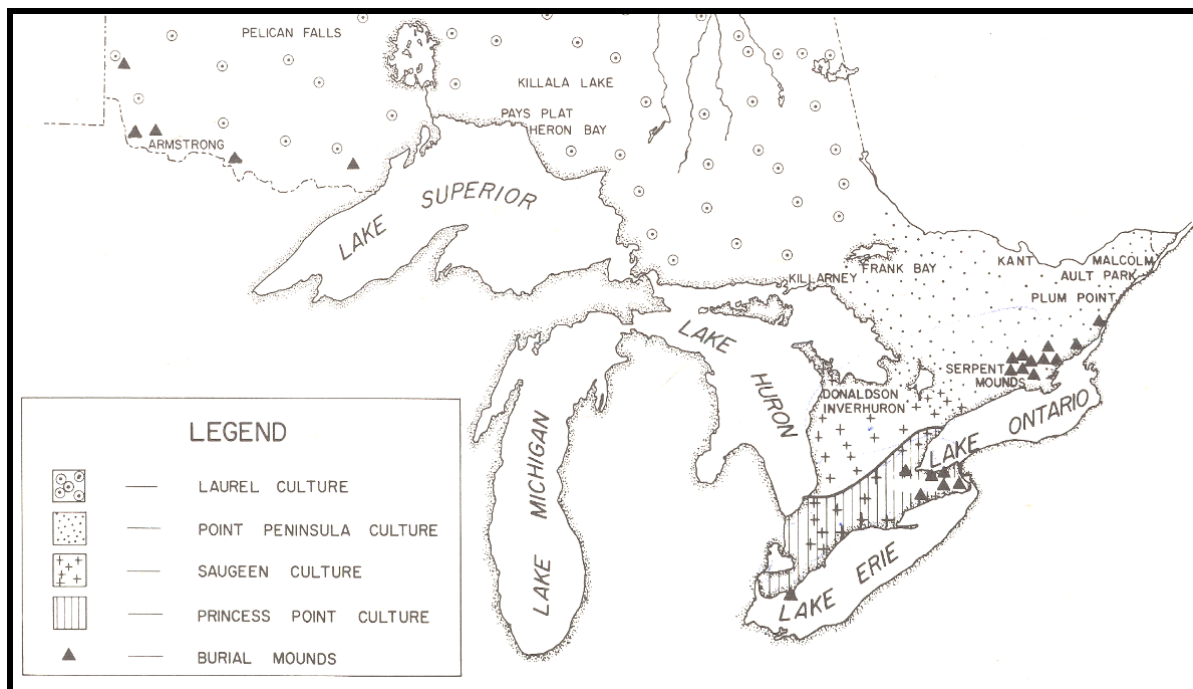 PELICAN FALLS
KILLALA LAKE
PAYS PLAT
HERON BAY
ARMSTRONG
LAKE SUPERIOR
KILLARNEY
FRANK BAY
KANT
MALCOLM
AULT PARK
PLUM POINT
LAKE HURON
SERPENT
MOUNDS
DONALDSON
INVERHURON
LAKE ONTARIO
LAKE MICHIGAN
LAKE ERIE
LEGEND
— LAUREL CULTURE
— POINT PENINSULA CULTURE
— SAUGEEN CULTURE
— PRINCESS POINT CULTURE
— BURIAL MOUNDS